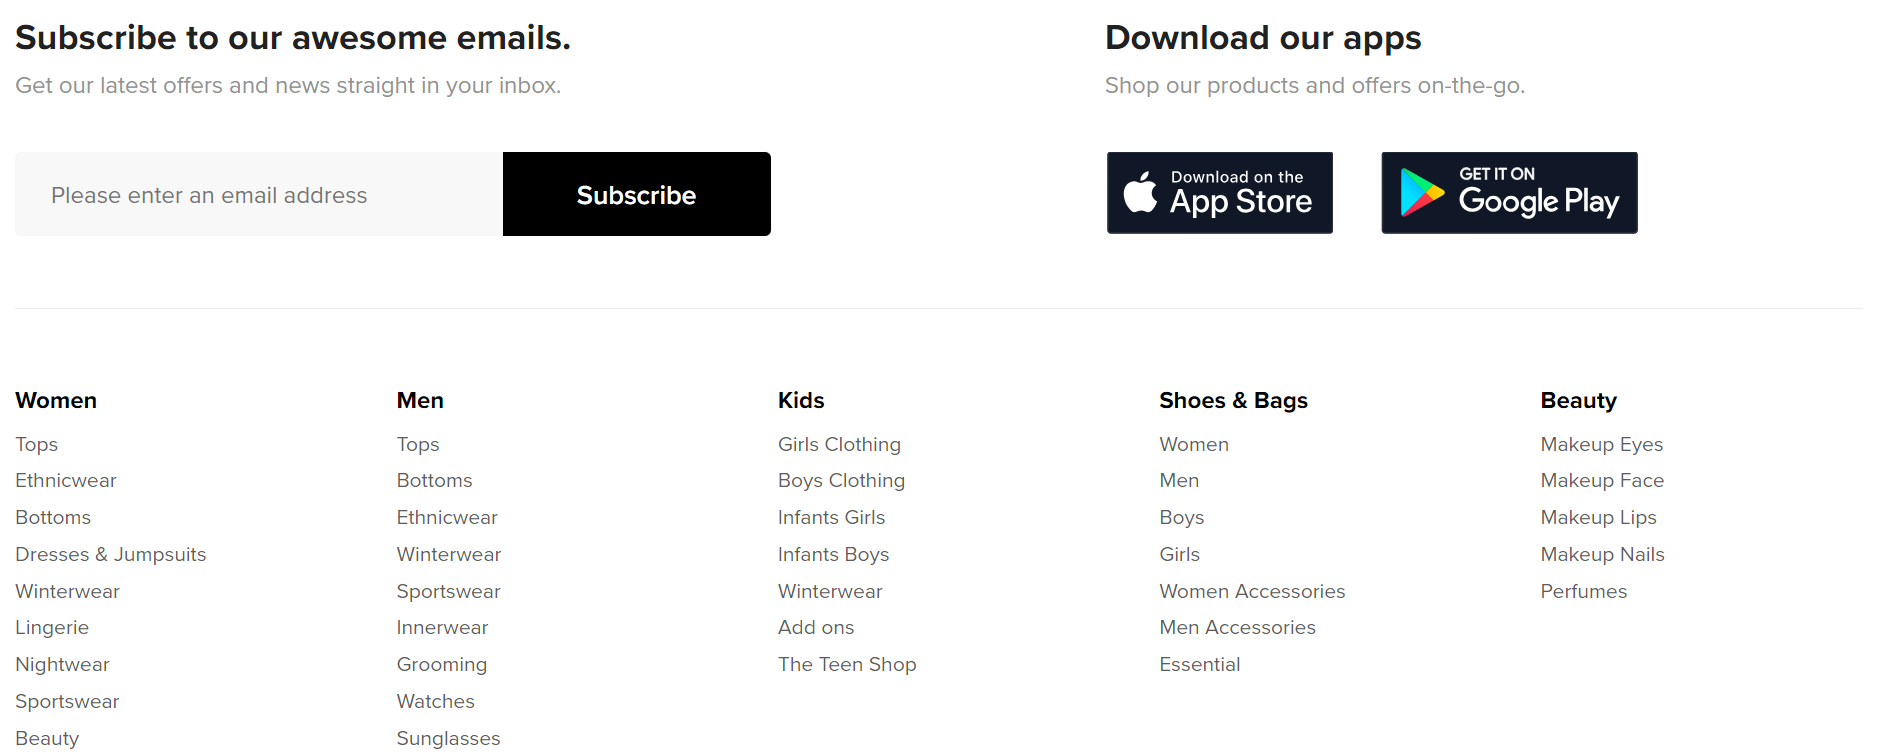 Subscribe to our awesome emails.
Get our latest offers and news straight in your inbox.
Please enter an email address
Subscribe
Download our apps
Shop our products and offers on-the-go.
Download on the
App Store
GET IT ON
Google Play
Women
Tops
Ethnicwear
Bottoms
Dresses & Jumpsuits
Winterwear
Lingerie
Nightwear
Sportswear
Beauty
Men
Tops
Bottoms
Ethnicwear
Winterwear
Sportswear
Innerwear
Grooming
Watches
Sunglasses
Kids
Girls Clothing
Boys Clothing
Infants Girls
Infants Boys
Winterwear
Add ons
The Teen Shop
Shoes & Bags
Women
Men
Boys
Girls
Women Accessories
Men Accessories
Essential
Beauty
Makeup Eyes
Makeup Face
Makeup Lips
Makeup Nails
Perfumes